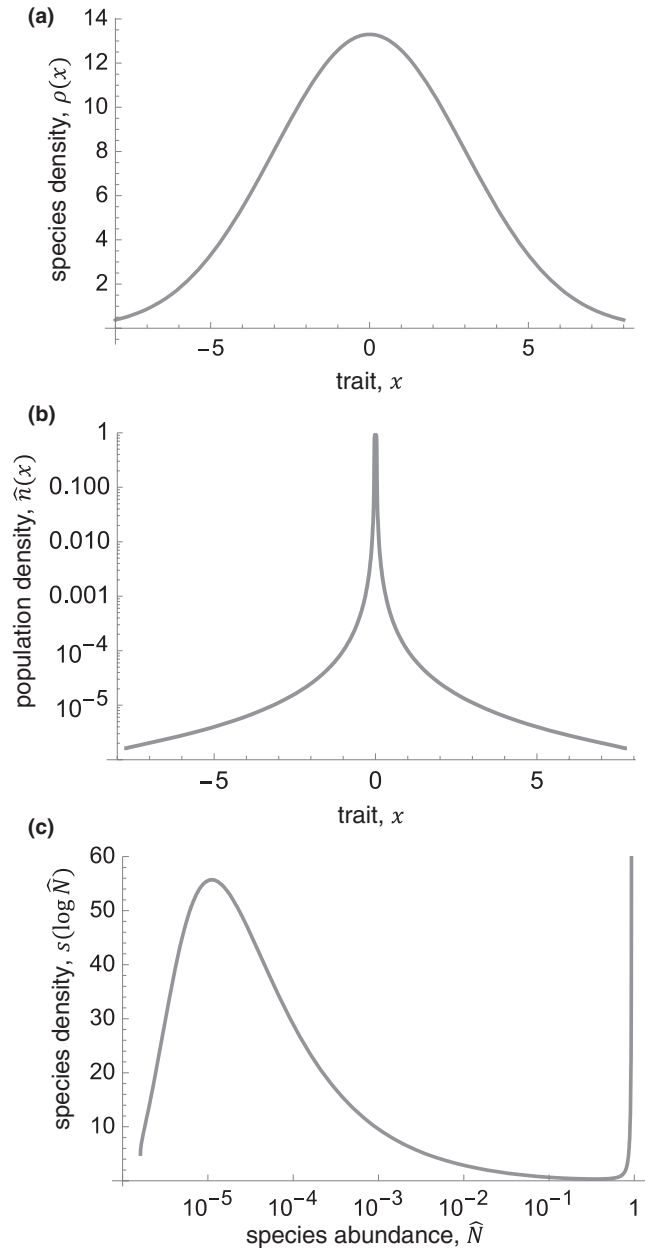 (a)
14
12
10
8
6
4
2
species density, ρ(x)
−5 0 5
trait, x
(b)
1
0.100
0.010
0.001
10⁻⁴
10⁻⁵
population density, n̂(x)
−5 0 5
trait, x
(c)
60
50
40
30
20
10
species density, s(log N̂)
10⁻⁵ 10⁻⁴ 10⁻³ 10⁻² 10⁻¹ 1
species abundance, N̂